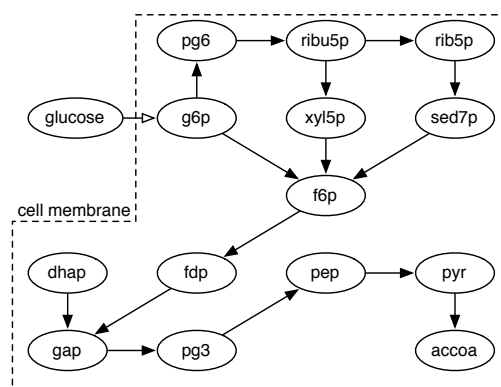 pg6
ribu5p
rib5p
glucose
g6p
xyl5p
sed7p
f6p
cell membrane
dhap
fdp
pep
pyr
gap
pg3
accoa